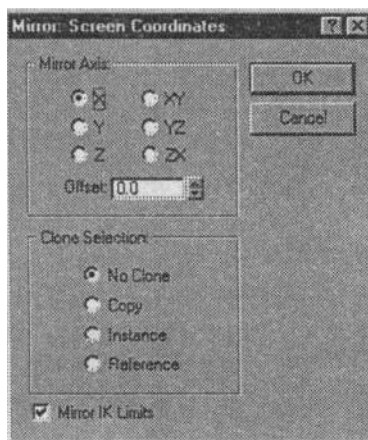 Mirror: Screen Coordinates
Mirror Axis:
X XY
Y YZ
Z ZX
Offset: 0.0
OK
Cancel
Clone Selection:
No Clone
Copy
Instance
Reference
Mirror IK Limits